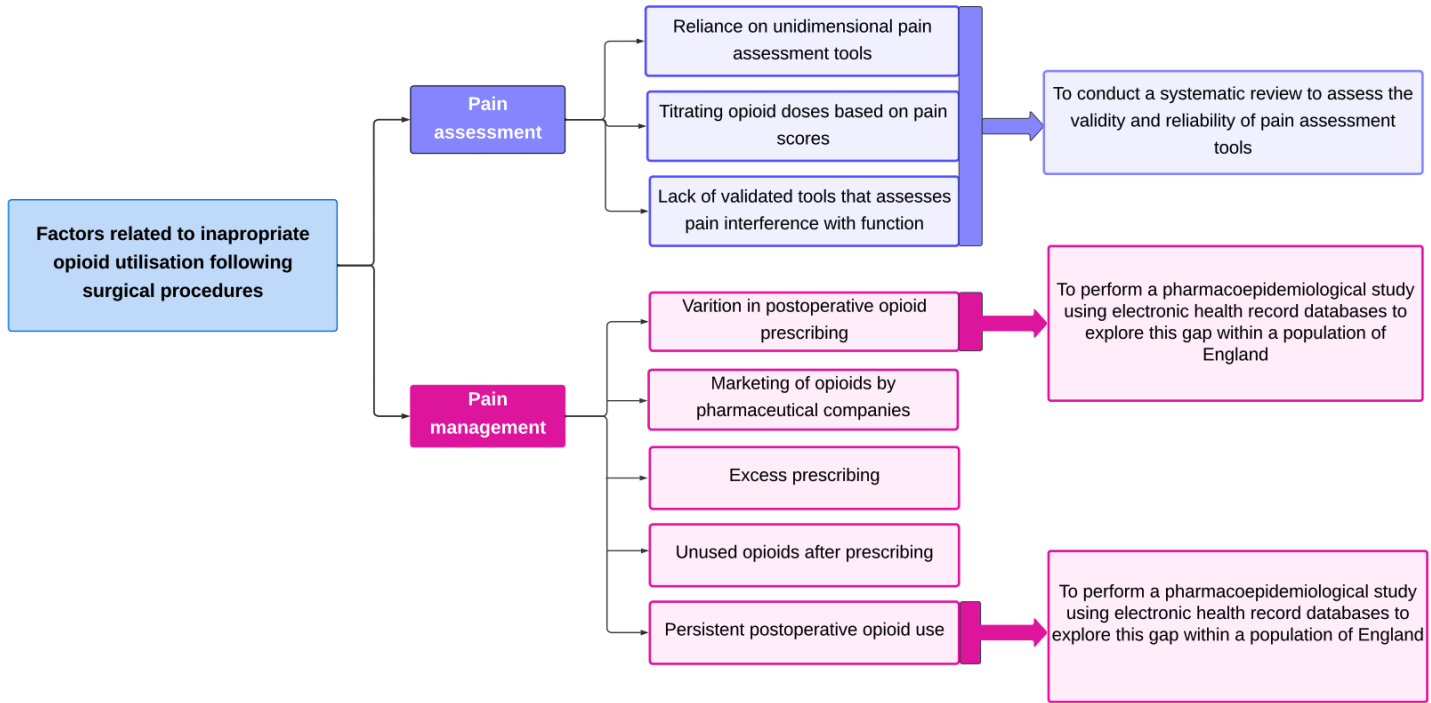 Factors related to inapropriate
opioid utilisation following
surgical procedures
Pain
assessment
Reliance on unidimensional pain
assessment tools
Titrating opioid doses based on pain
scores
Lack of validated tools that assesses
pain interference with function
To conduct a systematic review to assess the
validity and reliability of pain assessment
tools
Pain
management
Varition in postoperative opioid
prescribing
Marketing of opioids by
pharmaceutical companies
Excess prescribing
Unused opioids after prescribing
Persistent postoperative opioid use
To perform a pharmacoepidemiological study
using electronic health record databases to
explore this gap within a population of
England
To perform a pharmacoepidemiological study
using electronic health record databases to
explore this gap within a population of England